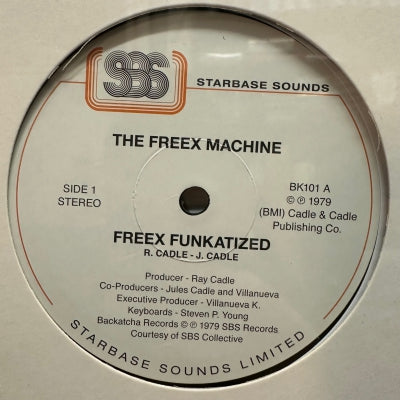 SBS
STARBASE SOUNDS
THE FREEX MACHINE
SIDE 1
STEREO
BK101 A
© ℗ 1979
(BMI) Cadle & Cadle
Publishing Co.
FREEX FUNKATIZED
R. CADLE - J. CADLE
Producer - Ray Cadle
Co-Producers - Jules Cadle and Villanueva
Executive Producer - Villanueva K.
Keyboards - Steven P. Young
Backatcha Records © ℗ 1979 SBS Records
Courtesy of SBS Collective
STARBASE SOUNDS LIMITED